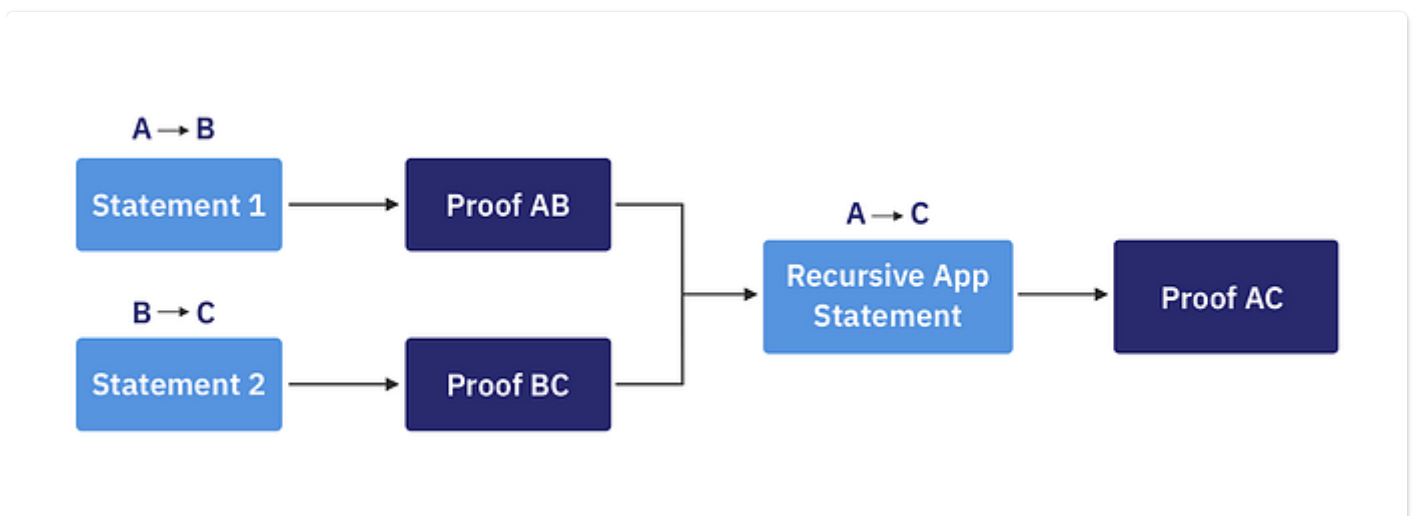 A → B
Statement 1
Proof AB
B → C
Statement 2
Proof BC
A → C
Recursive App
Statement
Proof AC